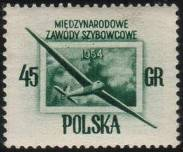 MIĘDZYNARODOWE
ZAWODY SZYBOWCOWE
1954
45 GR
POLSKA